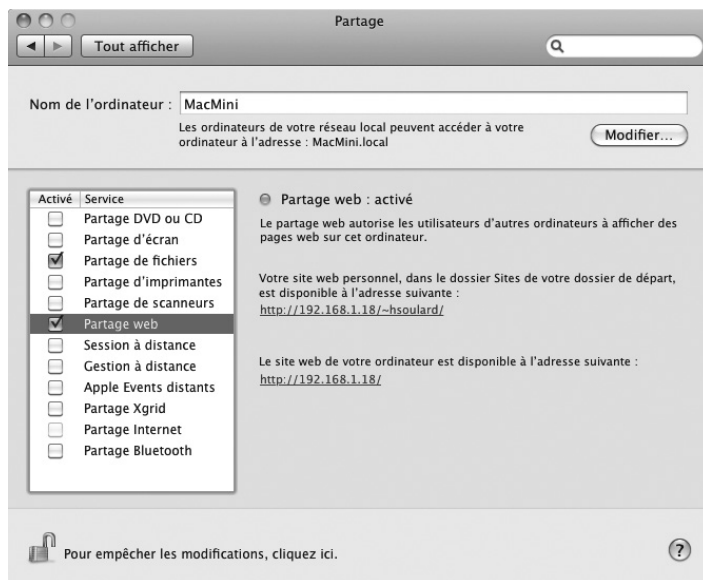 Partage
Tout afficher
Nom de l'ordinateur : MacMini
Les ordinateurs de votre réseau local peuvent accéder à votre
ordinateur à l'adresse : MacMini.local
Modifier...
Activé Service
Partage DVD ou CD
Partage d'écran
Partage de fichiers
Partage d'imprimantes
Partage de scanneurs
Partage web
Session à distance
Gestion à distance
Apple Events distants
Partage Xgrid
Partage Internet
Partage Bluetooth
Partage web : activé
Le partage web autorise les utilisateurs d'autres ordinateurs à afficher des
pages web sur cet ordinateur.
Votre site web personnel, dans le dossier Sites de votre dossier de départ,
est disponible à l'adresse suivante :
http://192.168.1.18/~hsoulard/
Le site web de votre ordinateur est disponible à l'adresse suivante :
http://192.168.1.18/
Pour empêcher les modifications, cliquez ici.
?